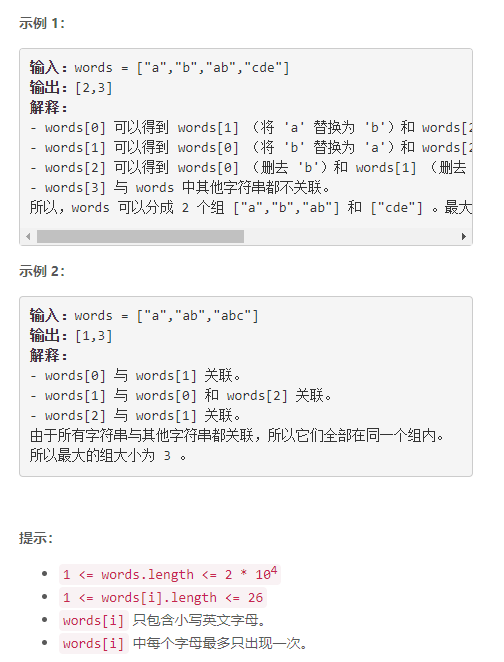 示例 1:
输入：words = ["a","b","ab","cde"]
输出：[2,3]
解释：
- words[0] 可以得到 words[1] （将 'a' 替换为 'b'）和 words[2
- words[1] 可以得到 words[0] （将 'b' 替换为 'a'）和 words[2
- words[2] 可以得到 words[0] （删去 'b'）和 words[1] （删去
- words[3] 与 words 中其他字符串都不关联。
所以，words 可以分成 2 个组 ["a","b","ab"] 和 ["cde"] 。最大
示例 2:
输入：words = ["a","ab","abc"]
输出：[1,3]
解释：
- words[0] 与 words[1] 关联。
- words[1] 与 words[0] 和 words[2] 关联。
- words[2] 与 words[1] 关联。
由于所有字符串与其他字符串都关联，所以它们全部在同一个组内。
所以最大的组大小为 3 。
提示:
• 1 <= words.length <= 2 * 10⁴
• 1 <= words[i].length <= 26
• words[i] 只包含小写英文字母。
• words[i] 中每个字母最多只出现一次。